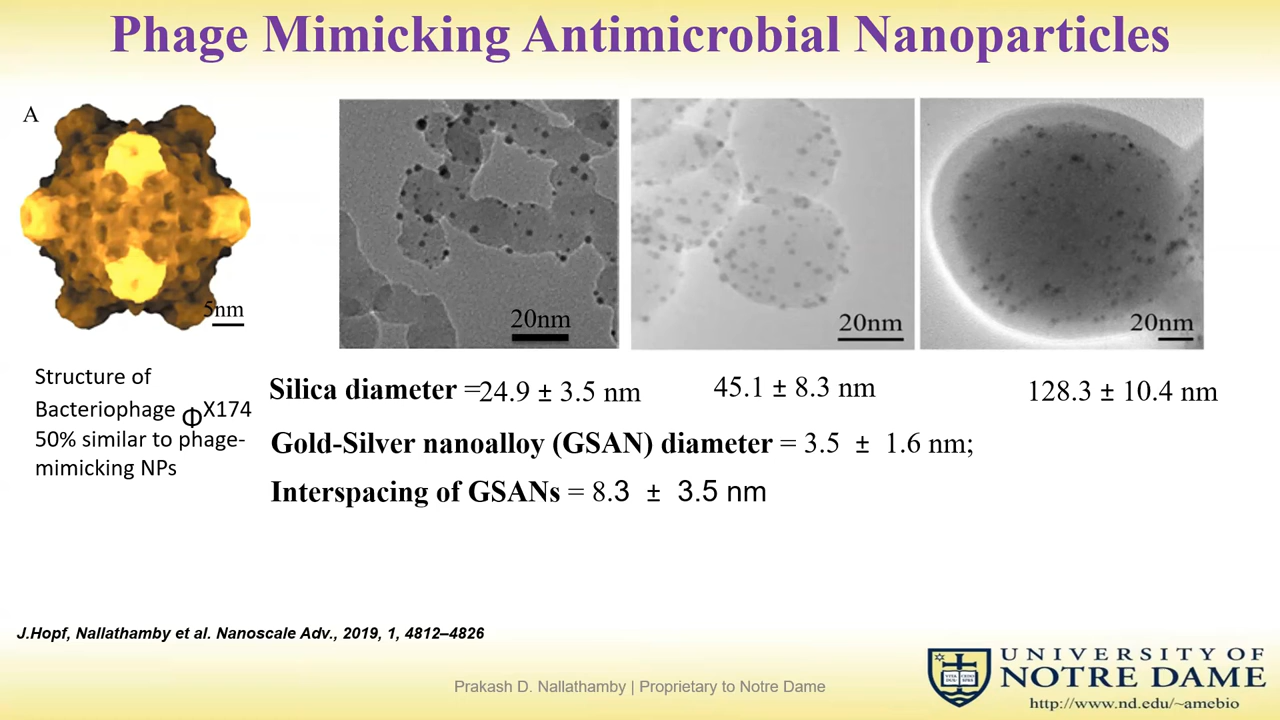 Phage Mimicking Antimicrobial Nanoparticles
A
5nm
20nm
20nm
20nm
Structure of
Bacteriophage ΦX174
50% similar to phage-
mimicking NPs
Silica diameter =24.9 ± 3.5 nm
45.1 ± 8.3 nm
128.3 ± 10.4 nm
Gold-Silver nanoalloy (GSAN) diameter = 3.5 ± 1.6 nm;
Interspacing of GSANs = 8.3 ± 3.5 nm
J.Hopf, Nallathamby et al. Nanoscale Adv., 2019, 1, 4812–4826
Prakash D. Nallathamby | Proprietary to Notre Dame
UNIVERSITY OF
NOTRE DAME
http://www.nd.edu/~amebio